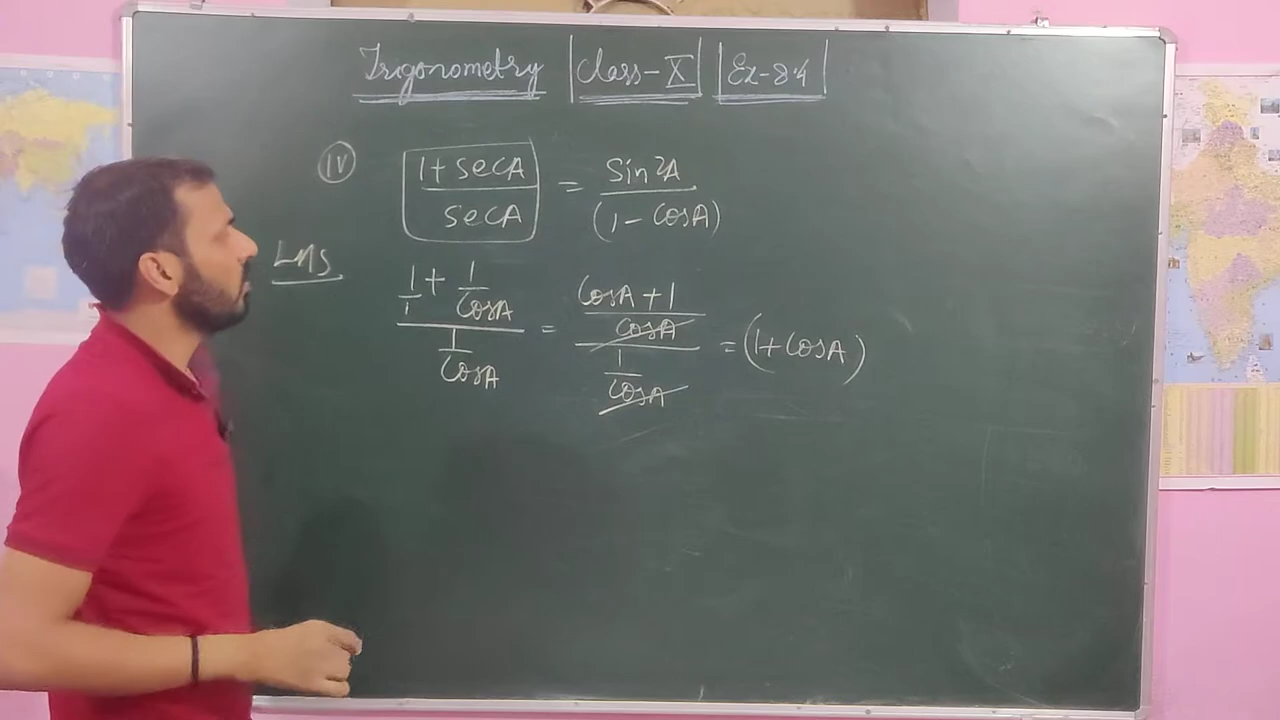 Trigonometry | Class-X | Ex-8.4 |
(iv) (1 + secA)/secA = Sin²A/(1 - CosA)
LHS
(1/1 + 1/CosA)/(1/CosA) = ((CosA + 1)/CosA)/(1/CosA) = (1+CosA)